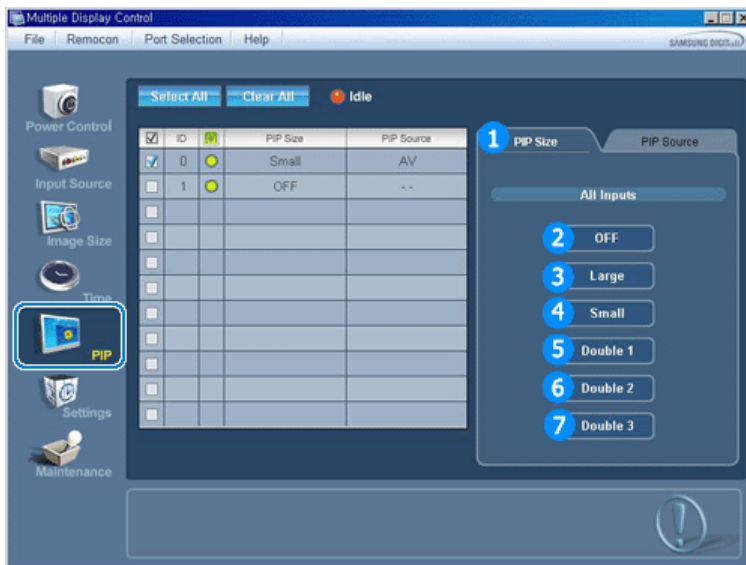 Multiple Display Control
File Remocon Port Selection Help
SAMSUNG DIGITall
Select All Clear All Idle
Power Control
Input Source
Image Size
Time
PIP
Settings
Maintenance
ID PIP Size PIP Source
0 Small AV
1 OFF --
1 PIP Size PIP Source
All Inputs
2 OFF
3 Large
4 Small
5 Double 1
6 Double 2
7 Double 3